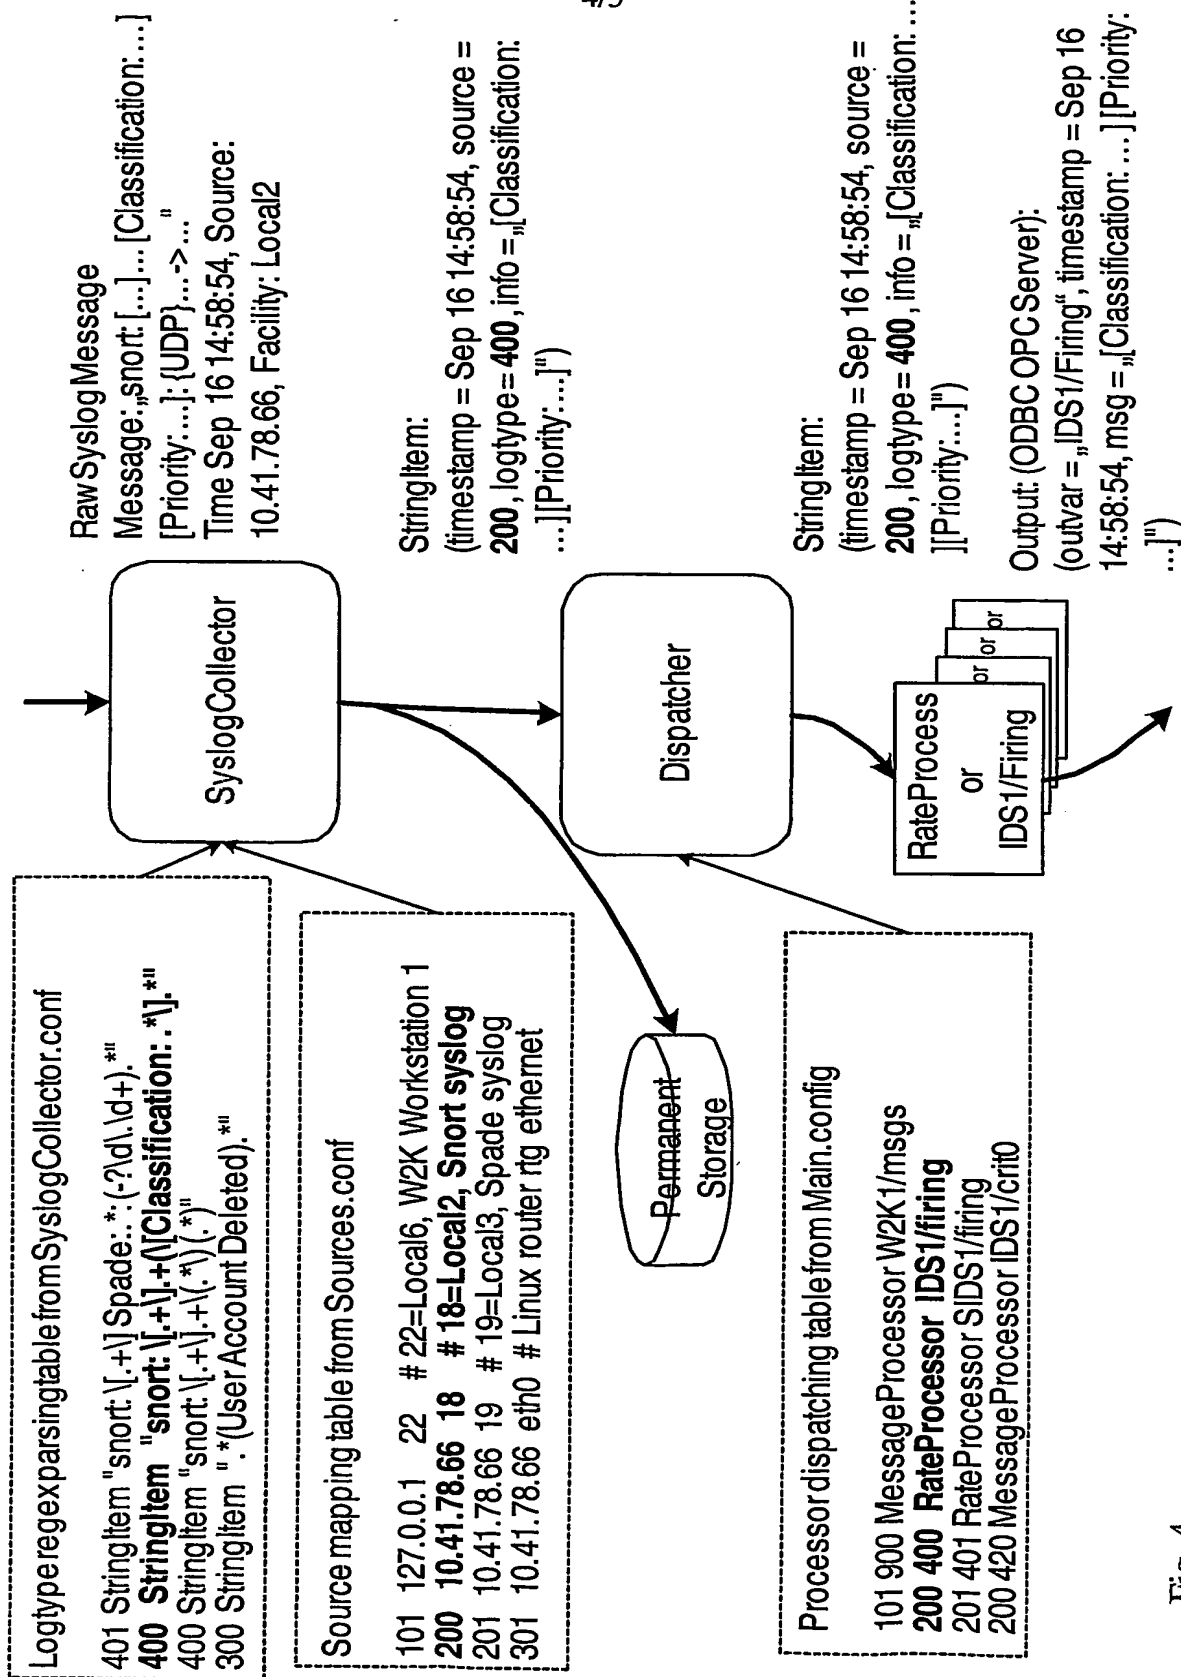 4/5
Logtype regex parsing table from SyslogCollector.conf
401 StringItem "snort: \[.+\] Spade:.*:(-?\d\.\d+).*"
400 StringItem "snort: \[.+\].+(\[Classification:.*\].*"
400 StringItem "snort: \[.+\].+\(.*\)(.*)"
300 StringItem ".*(User Account Deleted).*"
Source mapping table from Sources.conf
101 127.0.0.1 22 # 22=Local6, W2K Workstation 1
200 10.41.78.66 18 # 18=Local2, Snort syslog
201 10.41.78.66 19 # 19=Local3, Spade syslog
301 10.41.78.66 eth0 # Linux router rtg ethernet
Permanent
Storage
Processor dispatching table from Main.config
101 900 MessageProcessor W2K1/msgs
200 400 RateProcessor IDS1/firing
201 401 RateProcessor SIDS1/firing
200 420 MessageProcessor IDS1/crit0
SyslogCollector
Dispatcher
RateProcess
or
IDS1/Firing
or
or
or
Raw Syslog Message
Message: „snort: [...]... [Classification: ...]
[Priority: ...]: {UDP}... ->... "
Time Sep 16 14:58:54, Source:
10.41.78.66, Facility: Local2
StringItem:
(timestamp = Sep 16 14:58:54, source =
200, logtype = 400, info = „[Classification:
...][Priority: ...]")
StringItem:
(timestamp = Sep 16 14:58:54, source =
200, logtype = 400, info = „[Classification: ...
][Priority: ...]")
Output: (ODBC OPC Server):
(outvar = „IDS1/Firing“, timestamp = Sep 16
14:58:54, msg = „[Classification: ...] [Priority:
...]")
Fig. 4